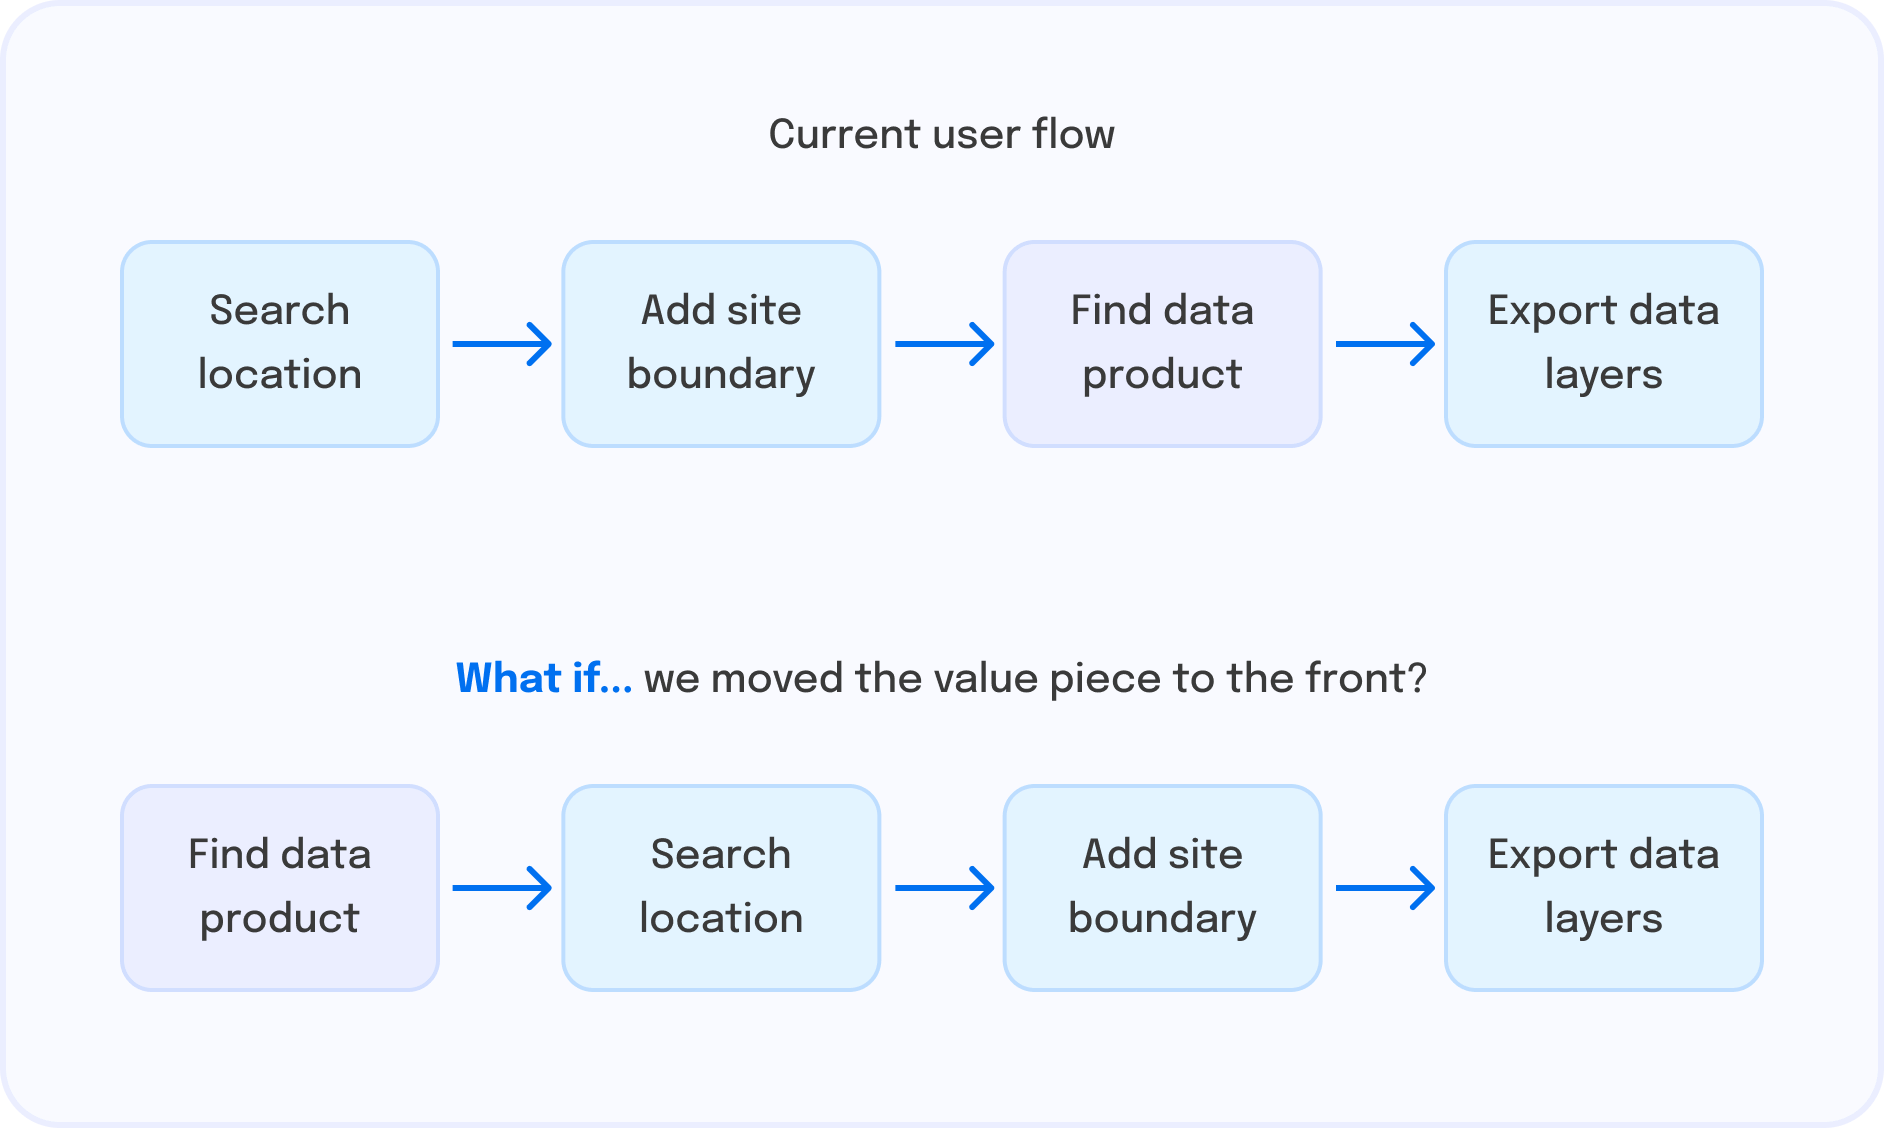 Current user flow
Search
location
Add site
boundary
Find data
product
Export data
layers
What if... we moved the value piece to the front?
Find data
product
Search
location
Add site
boundary
Export data
layers